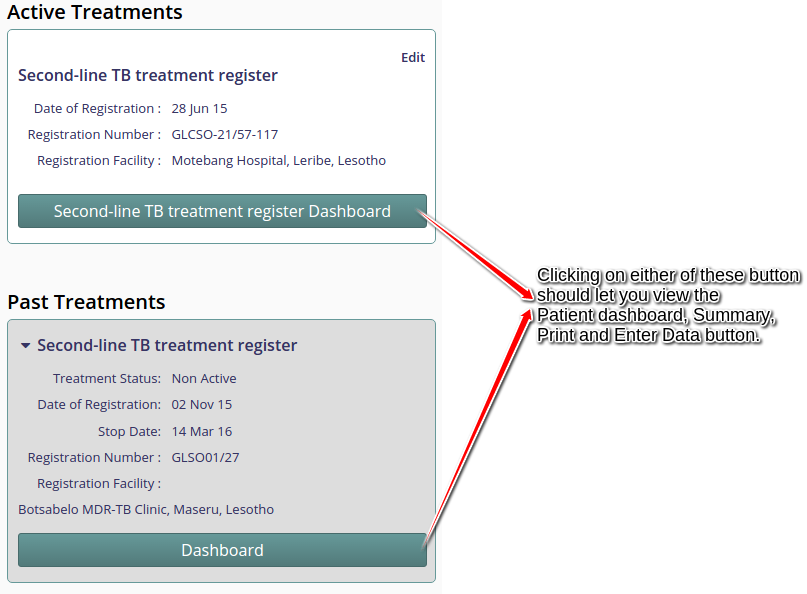 Active Treatments
Edit
Second-line TB treatment register
Date of Registration : 28 Jun 15
Registration Number : GLCSO-21/57-117
Registration Facility : Motebang Hospital, Leribe, Lesotho
Second-line TB treatment register Dashboard
Clicking on either of these button
should let you view the
Patient dashboard, Summary,
Print and Enter Data button.
Past Treatments
Second-line TB treatment register
Treatment Status: Non Active
Date of Registration: 02 Nov 15
Stop Date: 14 Mar 16
Registration Number : GLSO01/27
Registration Facility :
Botsabelo MDR-TB Clinic, Maseru, Lesotho
Dashboard